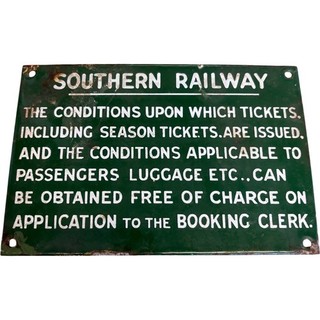 SOUTHERN RAILWAY
THE CONDITIONS UPON WHICH TICKETS.
INCLUDING SEASON TICKETS.ARE ISSUED.
AND THE CONDITIONS APPLICABLE TO
PASSENGERS LUGGAGE ETC.,CAN
BE OBTAINED FREE OF CHARGE ON
APPLICATION TO THE BOOKING CLERK.